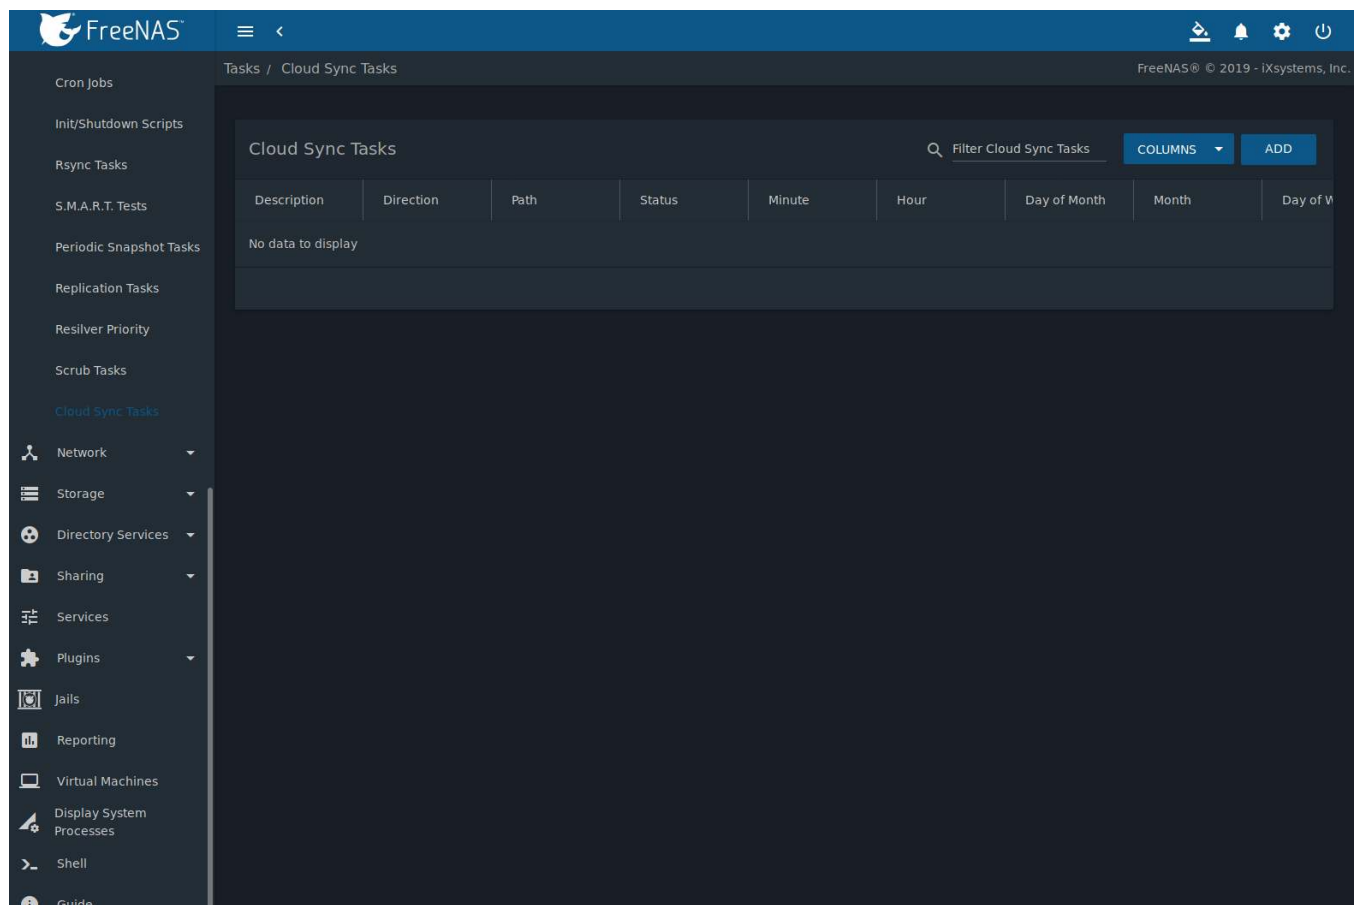 FreeNAS®
Tasks / Cloud Sync Tasks
FreeNAS® © 2019 - iXsystems, Inc.
Cron Jobs
Init/Shutdown Scripts
Rsync Tasks
S.M.A.R.T. Tests
Periodic Snapshot Tasks
Replication Tasks
Resilver Priority
Scrub Tasks
Cloud Sync Tasks
Network
Storage
Directory Services
Sharing
Services
Plugins
Jails
Reporting
Virtual Machines
Display System
Processes
Shell
Guide
Cloud Sync Tasks
Filter Cloud Sync Tasks
COLUMNS
ADD
Description Direction Path Status Minute Hour Day of Month Month Day of W
No data to display